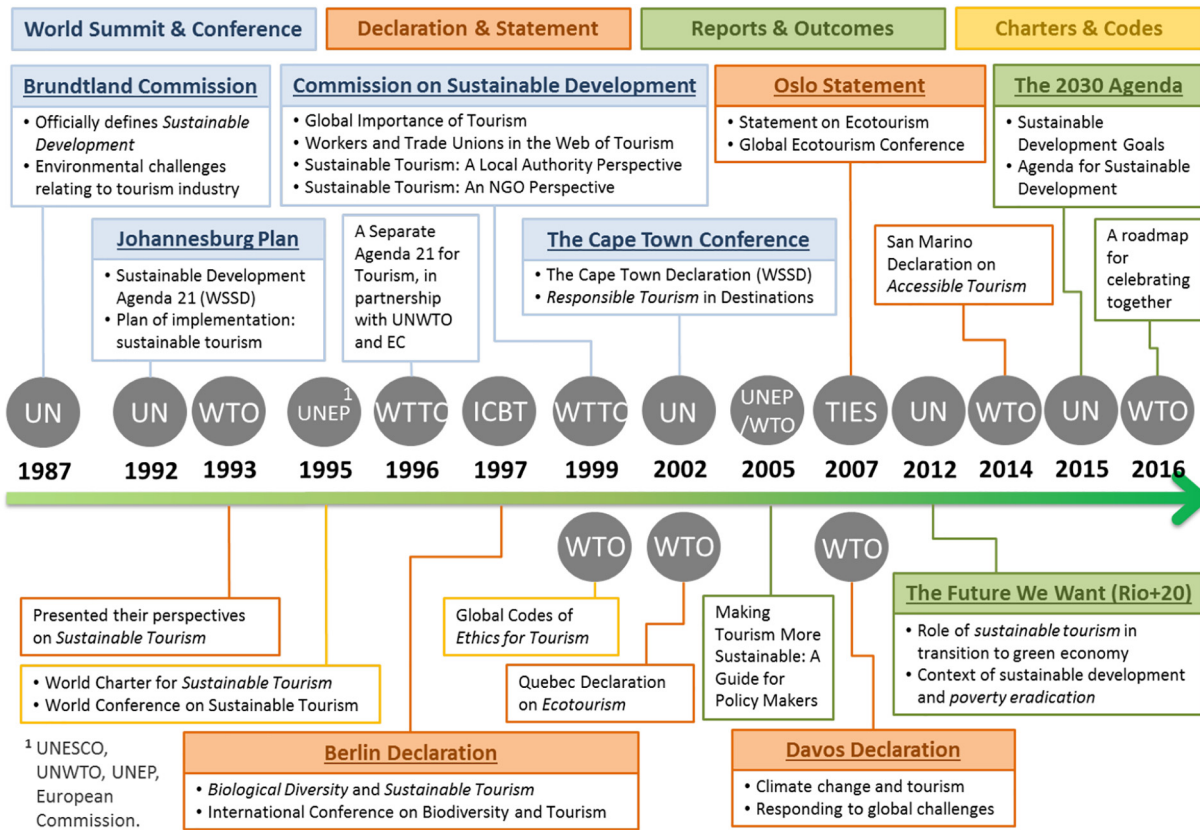 World Summit & Conference
Declaration & Statement
Reports & Outcomes
Charters & Codes
Brundtland Commission
• Officially defines Sustainable
Development
• Environmental challenges
relating to tourism industry
Commission on Sustainable Development
• Global Importance of Tourism
• Workers and Trade Unions in the Web of Tourism
• Sustainable Tourism: A Local Authority Perspective
• Sustainable Tourism: An NGO Perspective
Oslo Statement
• Statement on Ecotourism
• Global Ecotourism Conference
The 2030 Agenda
• Sustainable
Development Goals
• Agenda for Sustainable
Development
Johannesburg Plan
• Sustainable Development
Agenda 21 (WSSD)
• Plan of implementation:
sustainable tourism
A Separate
Agenda 21 for
Tourism, in
partnership
with UNWTO
and EC
The Cape Town Conference
• The Cape Town Declaration (WSSD)
• Responsible Tourism in Destinations
San Marino
Declaration on
Accessible Tourism
A roadmap
for
celebrating
together
UN
UN
WTO
UNEP 1
WTTC
ICBT
WTTC
UN
UNEP
/WTO
TIES
UN
WTO
UN
WTO
1987
1992
1993
1995
1996
1997
1999
2002
2005
2007
2012
2014
2015
2016
WTO
WTO
WTO
Presented their perspectives
on Sustainable Tourism
• World Charter for Sustainable Tourism
• World Conference on Sustainable Tourism
Global Codes of
Ethics for Tourism
Quebec Declaration
on Ecotourism
Making
Tourism More
Sustainable: A
Guide for
Policy Makers
The Future We Want (Rio+20)
• Role of sustainable tourism in
transition to green economy
• Context of sustainable development
and poverty eradication
1 UNESCO,
UNWTO, UNEP,
European
Commission.
Berlin Declaration
• Biological Diversity and Sustainable Tourism
• International Conference on Biodiversity and Tourism
Davos Declaration
• Climate change and tourism
• Responding to global challenges